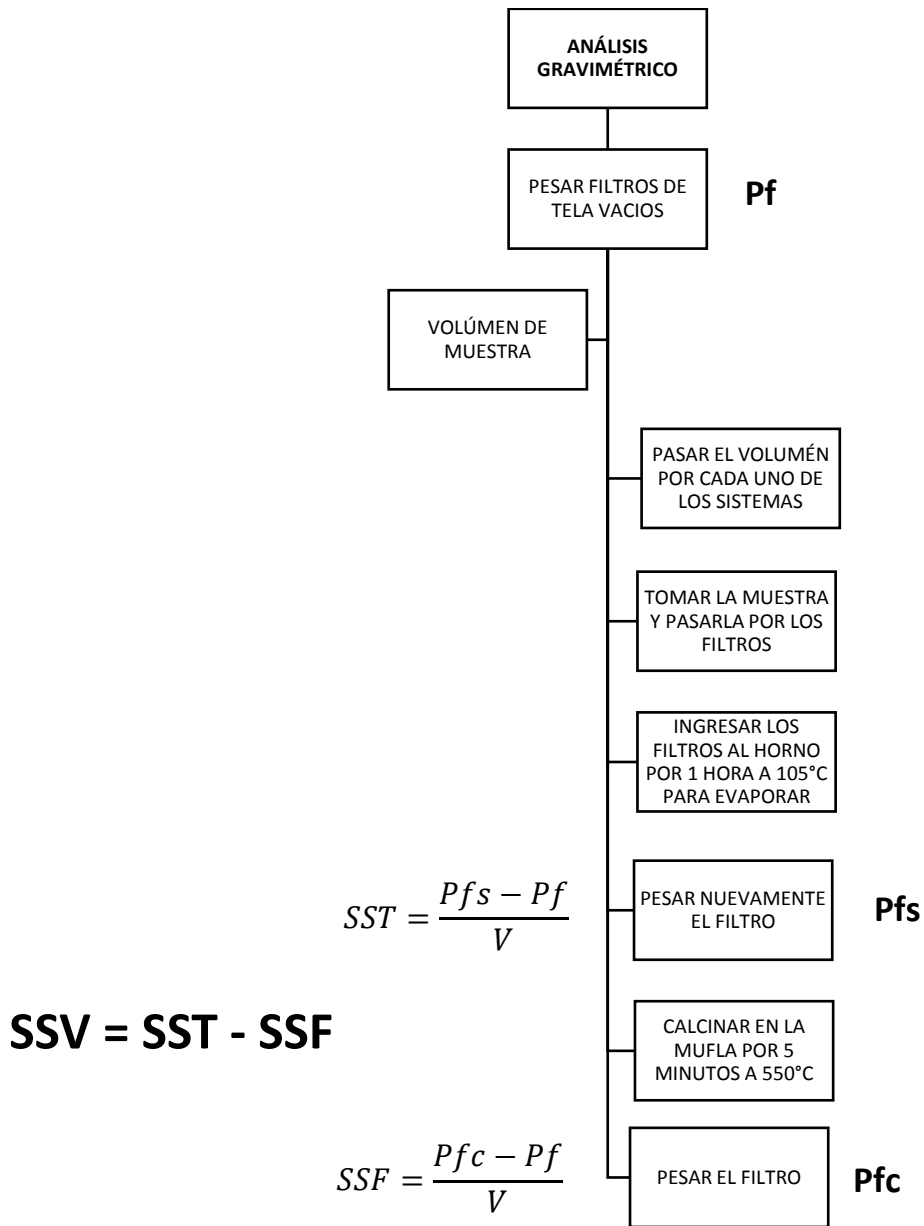 ANÁLISIS
GRAVIMÉTRICO
PESAR FILTROS DE
TELA VACIOS
Pf
VOLÚMEN DE
MUESTRA
PASAR EL VOLUMÉN
POR CADA UNO DE
LOS SISTEMAS
TOMAR LA MUESTRA
Y PASARLA POR LOS
FILTROS
INGRESAR LOS
FILTROS AL HORNO
POR 1 HORA A 105°C
PARA EVAPORAR
SST = \frac{Pfs - Pf}{V}
PESAR NUEVAMENTE
EL FILTRO
Pfs
SSV = SST - SSF
CALCINAR EN LA
MUFLA POR 5
MINUTOS A 550°C
SSF = \frac{Pfc - Pf}{V}
PESAR EL FILTRO
Pfc